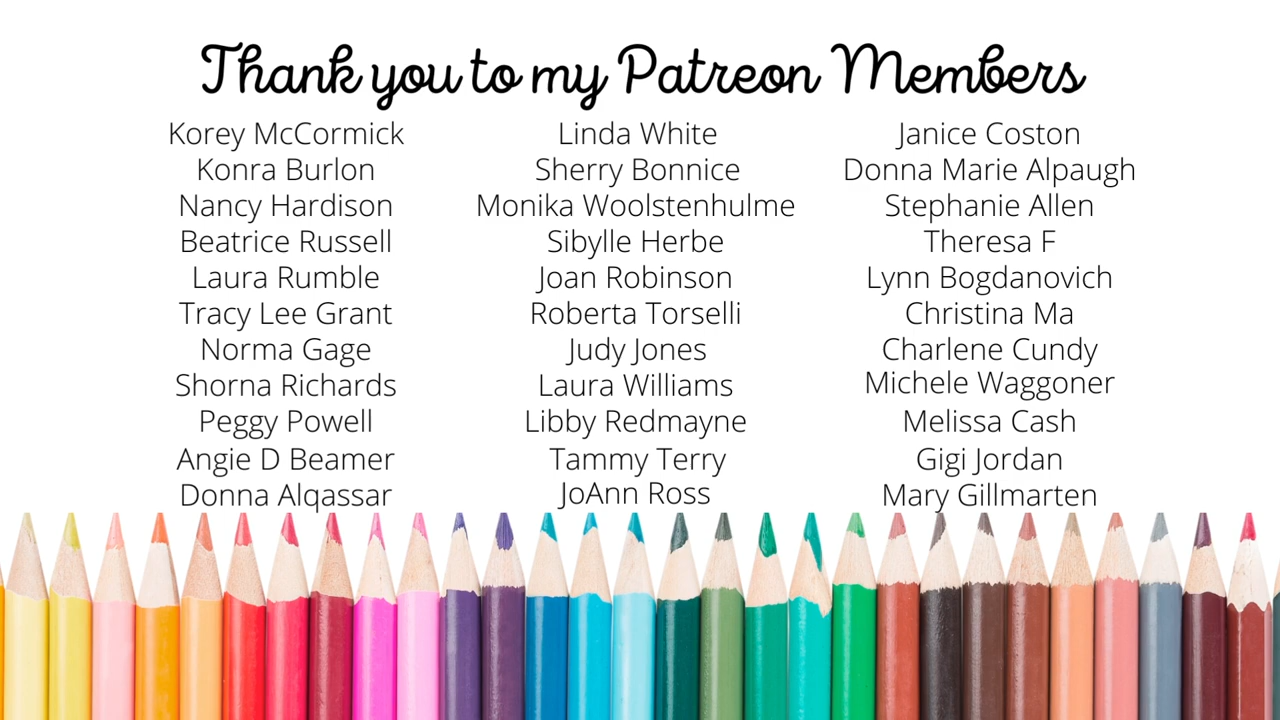 Thank you to my Patreon Members
Korey McCormick
Konra Burlon
Nancy Hardison
Beatrice Russell
Laura Rumble
Tracy Lee Grant
Norma Gage
Shorna Richards
Peggy Powell
Angie D Beamer
Donna Alqassar
Linda White
Sherry Bonnice
Monika Woolstenhulme
Sibylle Herbe
Joan Robinson
Roberta Torselli
Judy Jones
Laura Williams
Libby Redmayne
Tammy Terry
JoAnn Ross
Janice Coston
Donna Marie Alpaugh
Stephanie Allen
Theresa F
Lynn Bogdanovich
Christina Ma
Charlene Cundy
Michele Waggoner
Melissa Cash
Gigi Jordan
Mary Gillmarten